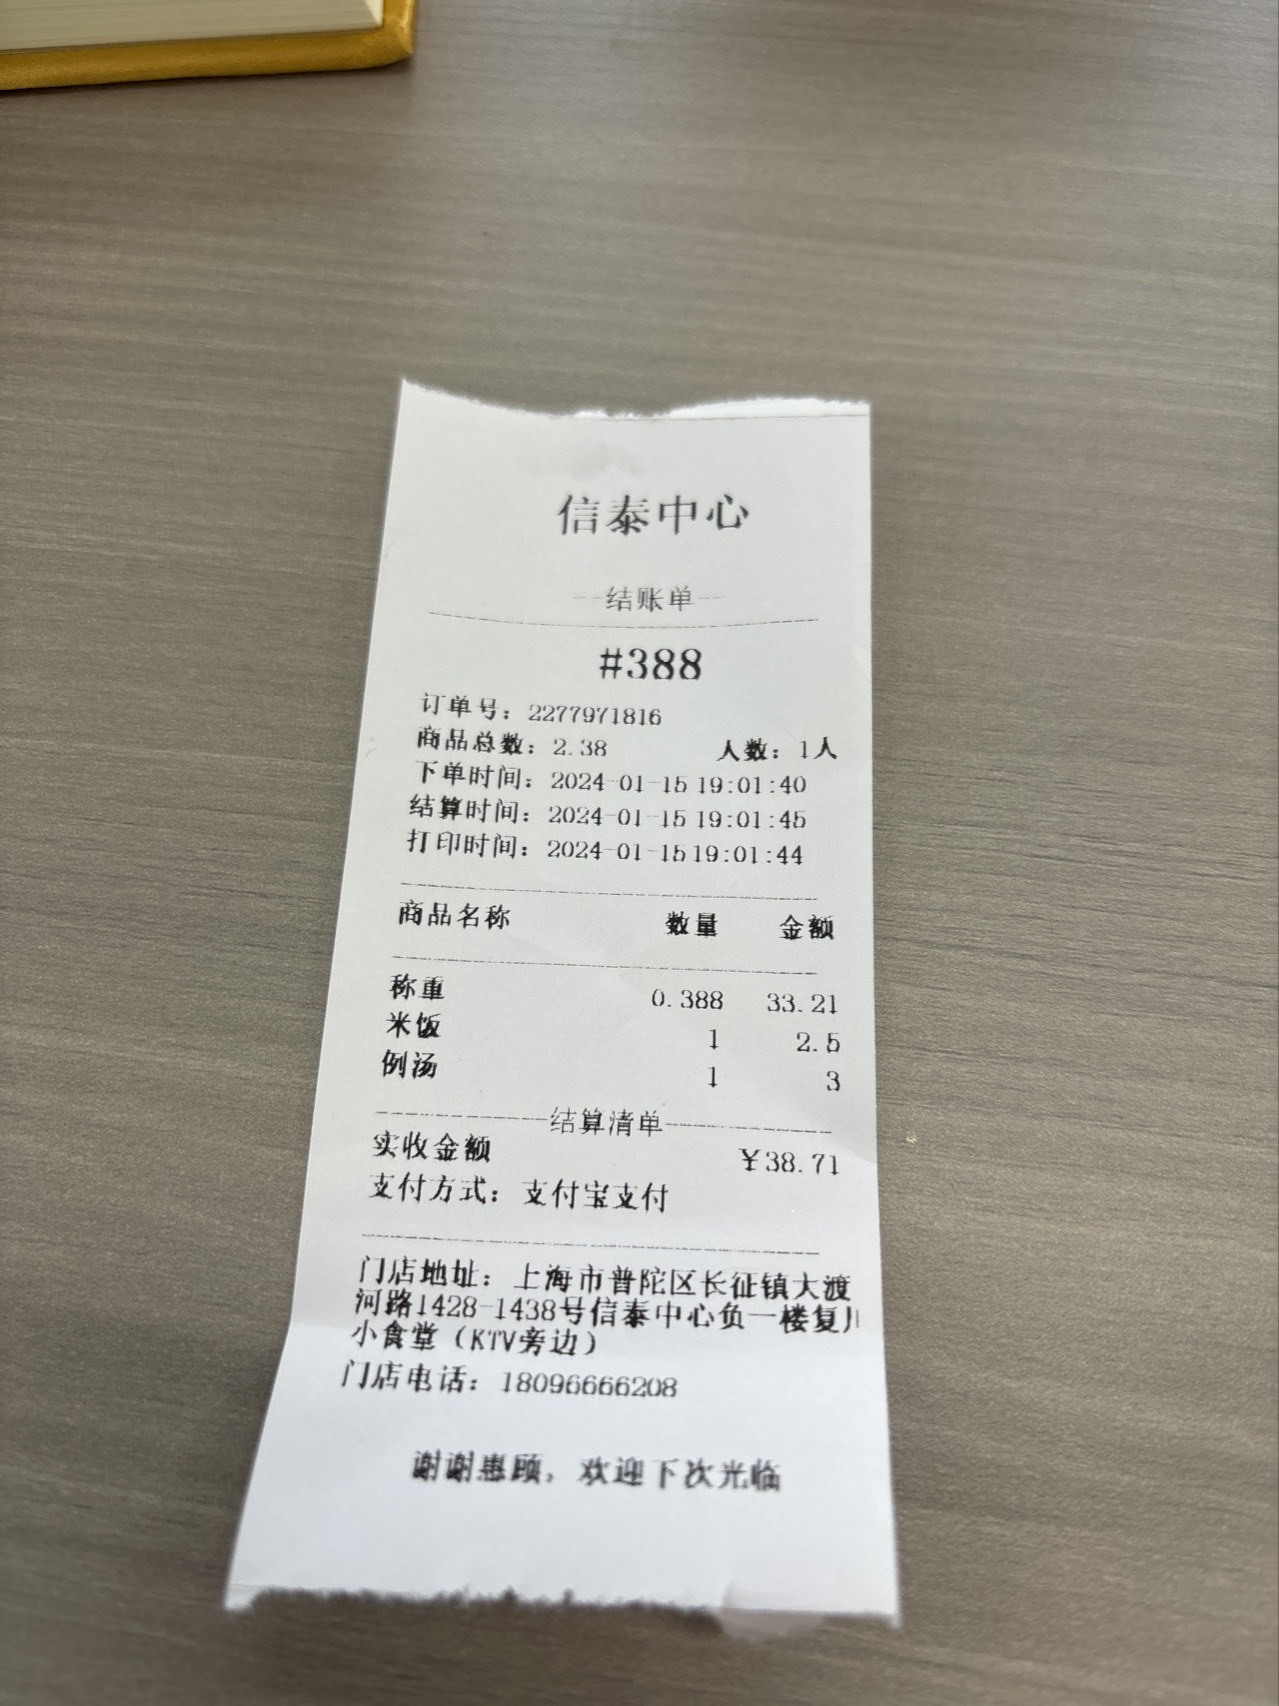 信泰中心
--结账单--
#388
订单号：2277971816
商品总数：2.38 人数：1人
下单时间：2024-01-15 19:01:40
结算时间：2024-01-15 19:01:45
打印时间：2024-01-15 19:01:44
商品名称 数量 金额
称重 0.388 33.21
米饭 1 2.5
例汤 1 3
结算清单
实收金额 ￥38.71
支付方式：支付宝支付
门店地址：上海市普陀区长征镇大渡
河路1428-1438号信泰中心负一楼复川
小食堂（KTV旁边）
门店电话：18096666208
谢谢惠顾，欢迎下次光临